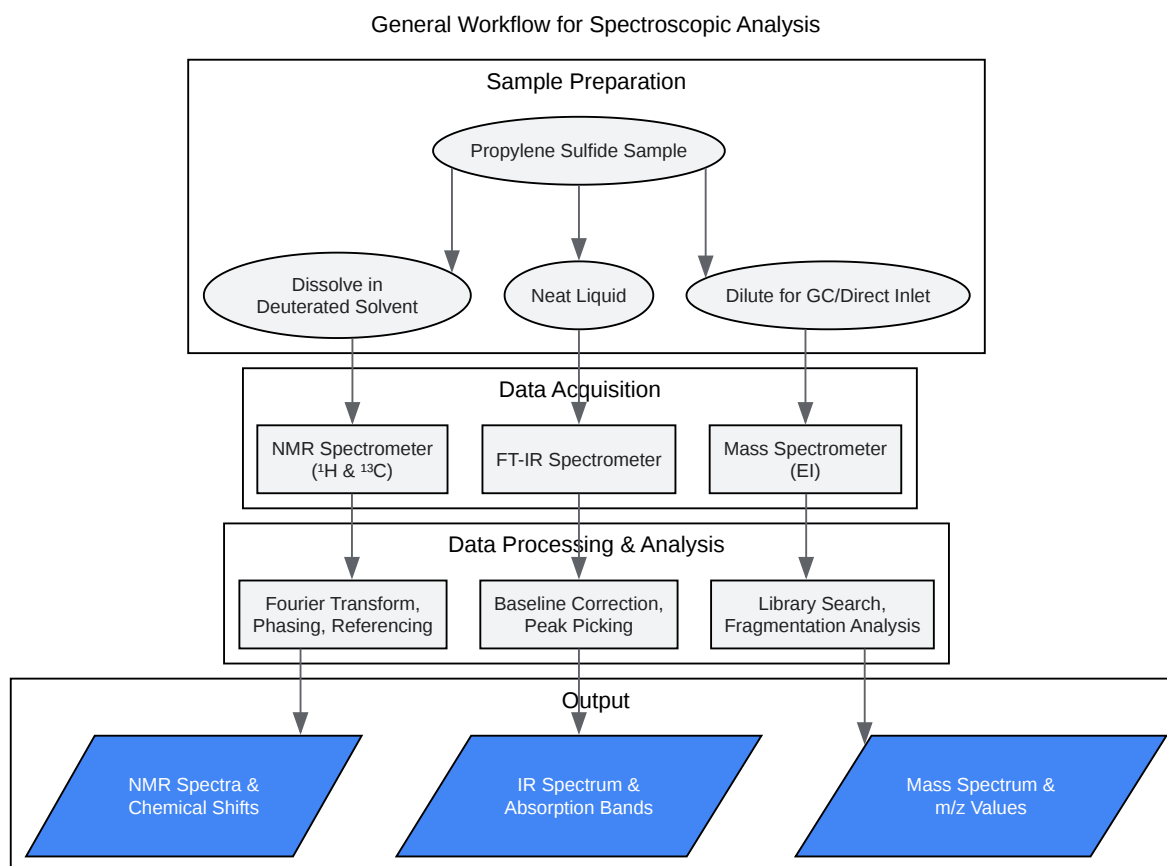 General Workflow for Spectroscopic Analysis
Sample Preparation
Propylene Sulfide Sample
Dissolve in
Deuterated Solvent
Neat Liquid
Dilute for GC/Direct Inlet
Data Acquisition
NMR Spectrometer
(¹H & ¹³C)
FT-IR Spectrometer
Mass Spectrometer
(EI)
Data Processing & Analysis
Fourier Transform,
Phasing, Referencing
Baseline Correction,
Peak Picking
Library Search,
Fragmentation Analysis
Output
NMR Spectra &
Chemical Shifts
IR Spectrum &
Absorption Bands
Mass Spectrum &
m/z Values